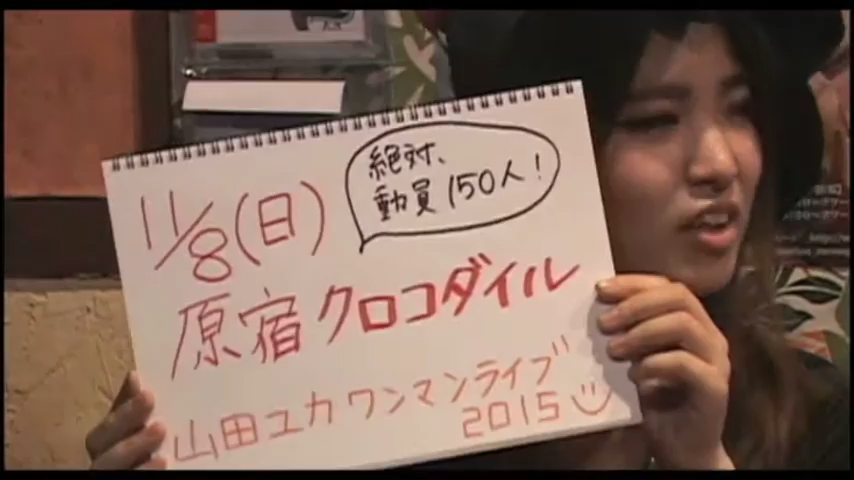 絶対、
動員150人!
11/8(日)
原宿クロコダイル
山田ユカワンマンライブ
2015